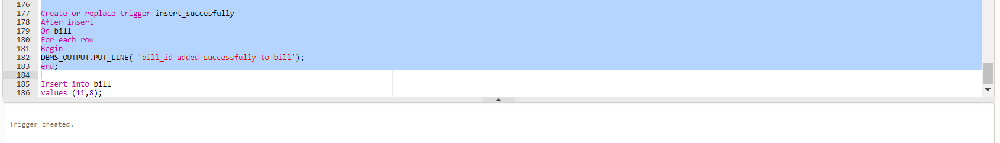 176
177 Create or replace trigger insert_succesfully
178 After insert
179 On bill
180 For each row
181 Begin
182 DBMS_OUTPUT.PUT_LINE( 'bill_id added successfully to bill');
183 end;
184
185 Insert into bill
186 values (11,8);
Trigger created.